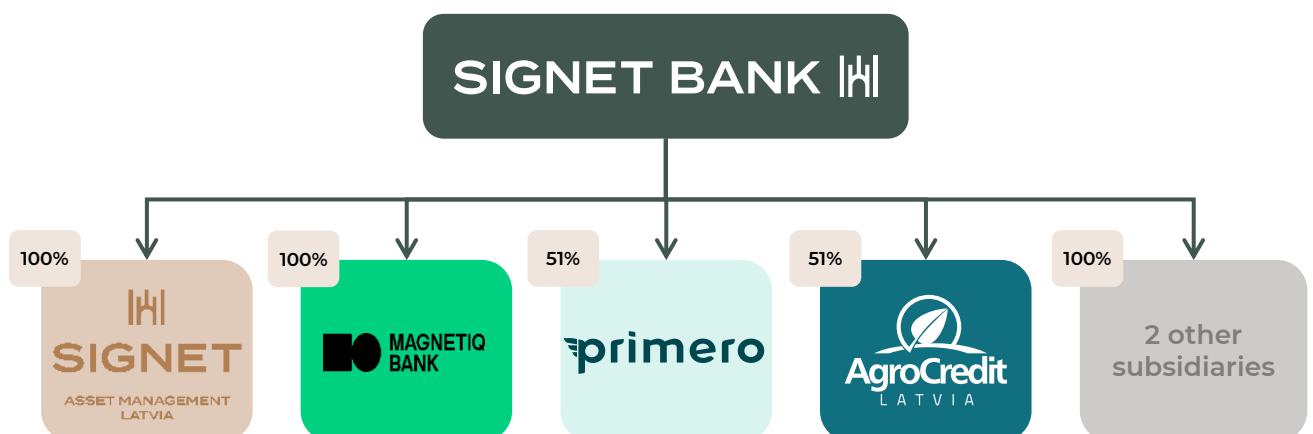 SIGNET BANK
100%
SIGNET
ASSET MANAGEMENT
LATVIA
100%
MAGNETIQ
BANK
51%
primero
51%
AgroCredit
LATVIA
100%
2 other
subsidiaries